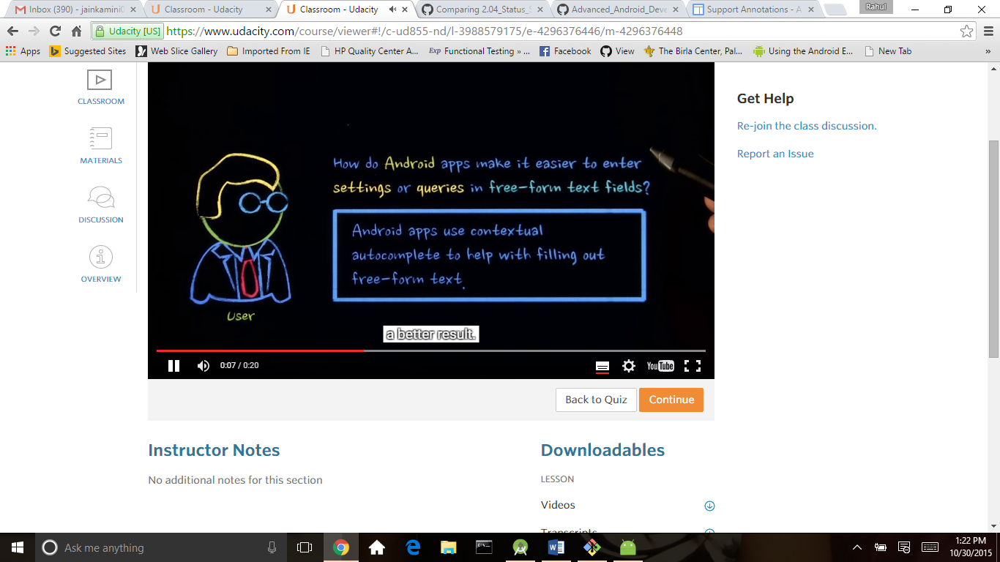 Inbox (390) - jainkamini0
Classroom - Udacity
Classroom - Udacity
Comparing 2.04_Status_S
Advanced_Android_Deve
Support Annotations - A
Rahul
Udacity [US]
https://www.udacity.com/course/viewer#!/c-ud855-nd/l-3988579175/e-4296376446/m-4296376448
Apps
Suggested Sites
Web Slice Gallery
Imported From IE
HP Quality Center A...
Exp Functional Testing » ...
Facebook
View
The Birla Center, Pal...
Using the Android E...
New Tab
»
CLASSROOM
MATERIALS
DISCUSSION
OVERVIEW
How do Android apps make it easier to enter
settings or queries in free-form text fields?
Android apps use contextual
autocomplete to help with filling out
free-form text.
User
a better result.
0:07 / 0:20
YouTube
Back to Quiz
Continue
Get Help
Re-join the class discussion.
Report an Issue
Instructor Notes
No additional notes for this section
Downloadables
LESSON
Videos
Transcripts
Ask me anything
1:22 PM
10/30/2015